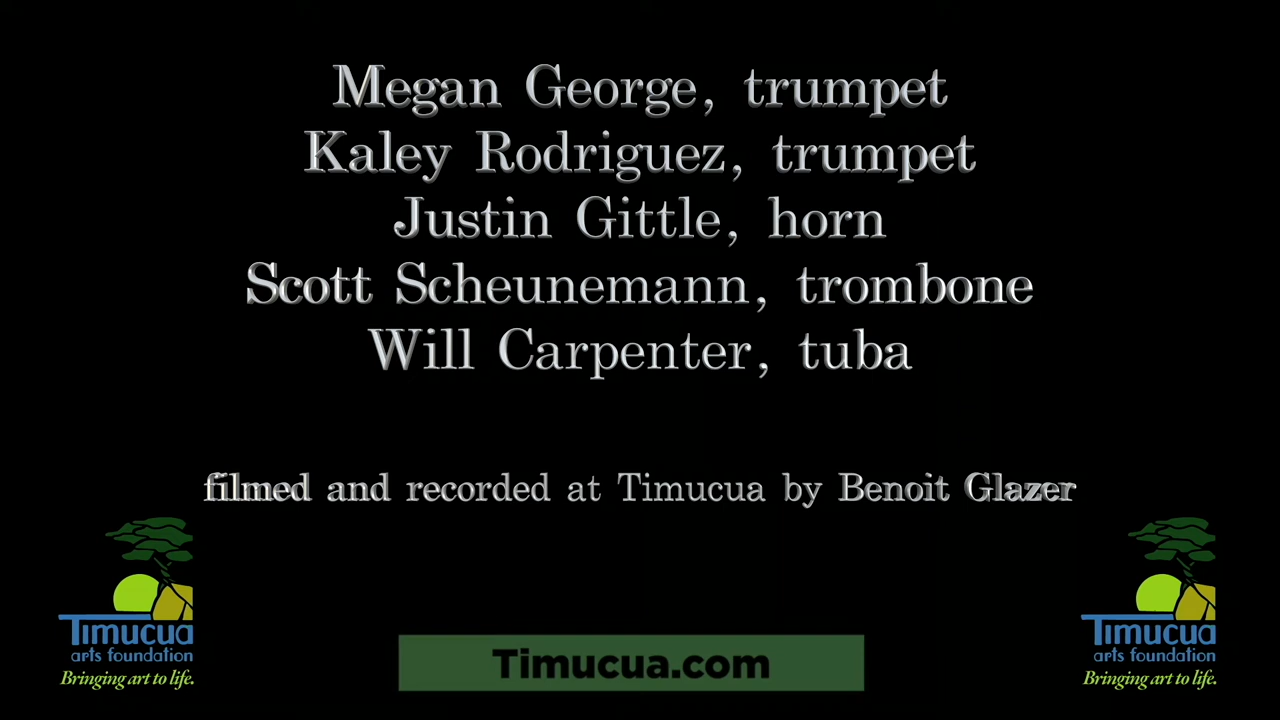 Megan George, trumpet
Kaley Rodriguez, trumpet
Justin Gittle, horn
Scott Scheunemann, trombone
Will Carpenter, tuba
filmed and recorded at Timucua by Benoit Glazer
Timucua
arts foundation
Bringing art to life.
Timucua.com
Timucua
arts foundation
Bringing art to life.